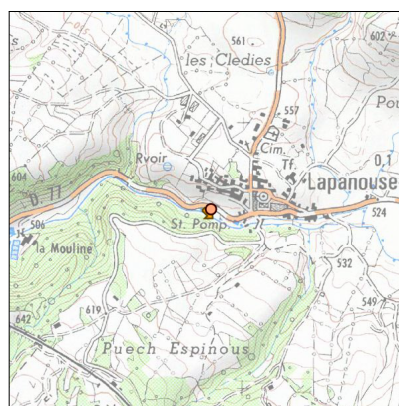 561
602
les Cledies
557
Cim.
Rvoir
Tf
0,1
604
Lapanouse
D. 77
524
506
St. Pomp.
la Mouline
532
549
619
642
Puech Espinous